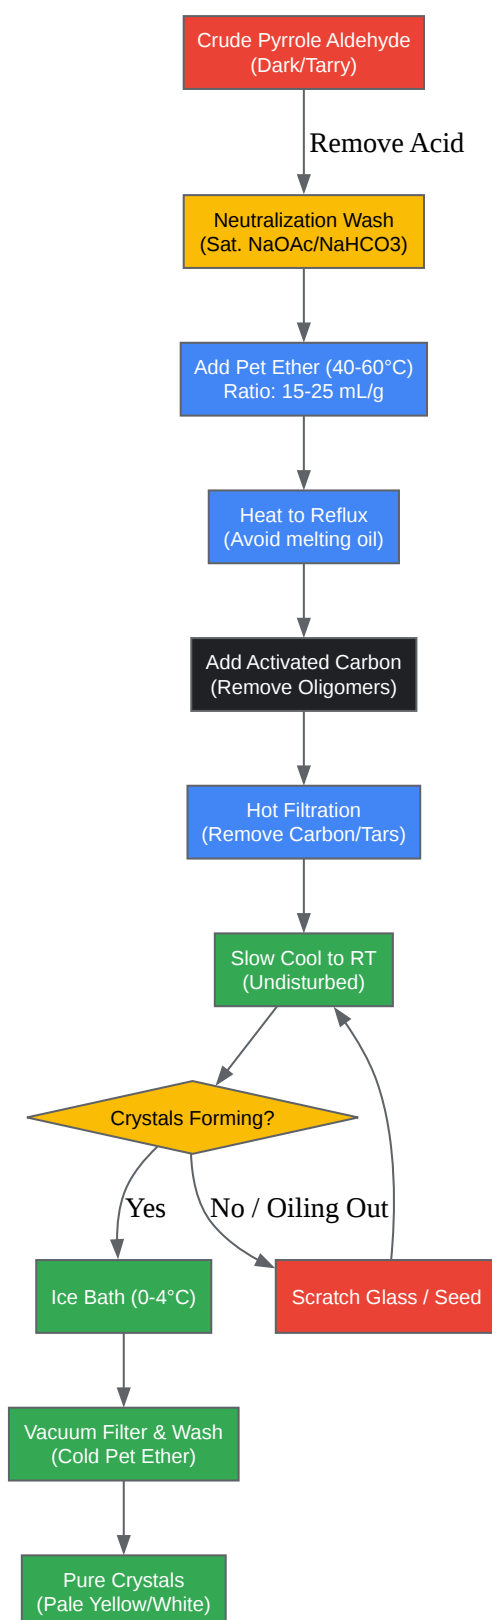 Crude Pyrrole Aldehyde
(Dark/Tarry)
Remove Acid
Neutralization Wash
(Sat. NaOAc/NaHCO3)
Add Pet Ether (40-60°C)
Ratio: 15-25 mL/g
Heat to Reflux
(Avoid melting oil)
Add Activated Carbon
(Remove Oligomers)
Hot Filtration
(Remove Carbon/Tars)
Slow Cool to RT
(Undisturbed)
Crystals Forming?
Yes
No / Oiling Out
Ice Bath (0-4°C)
Scratch Glass / Seed
Vacuum Filter & Wash
(Cold Pet Ether)
Pure Crystals
(Pale Yellow/White)